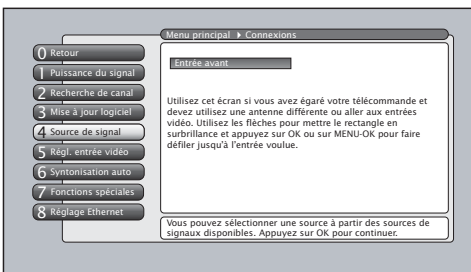 Menu principal ▶ Connexions
0 Retour
1 Puissance du signal
2 Recherche de canal
3 Mise à jour logiciel
4 Source de signal
5 Régl. entrée vidéo
6 Syntonisation auto
7 Fonctions spéciales
8 Réglage Ethernet
Entrée avant
Utilisez cet écran si vous avez égaré votre télécommande et
devez utilisez une antenne différente ou aller aux entrées
vidéo. Utilisez les flèches pour mettre le rectangle en
surbrillance et appuyez sur OK ou sur MENU-OK pour faire
défiler jusqu'à l'entrée voulue.
Vous pouvez sélectionner une source à partir des sources de
signaux disponibles. Appuyez sur OK pour continuer.